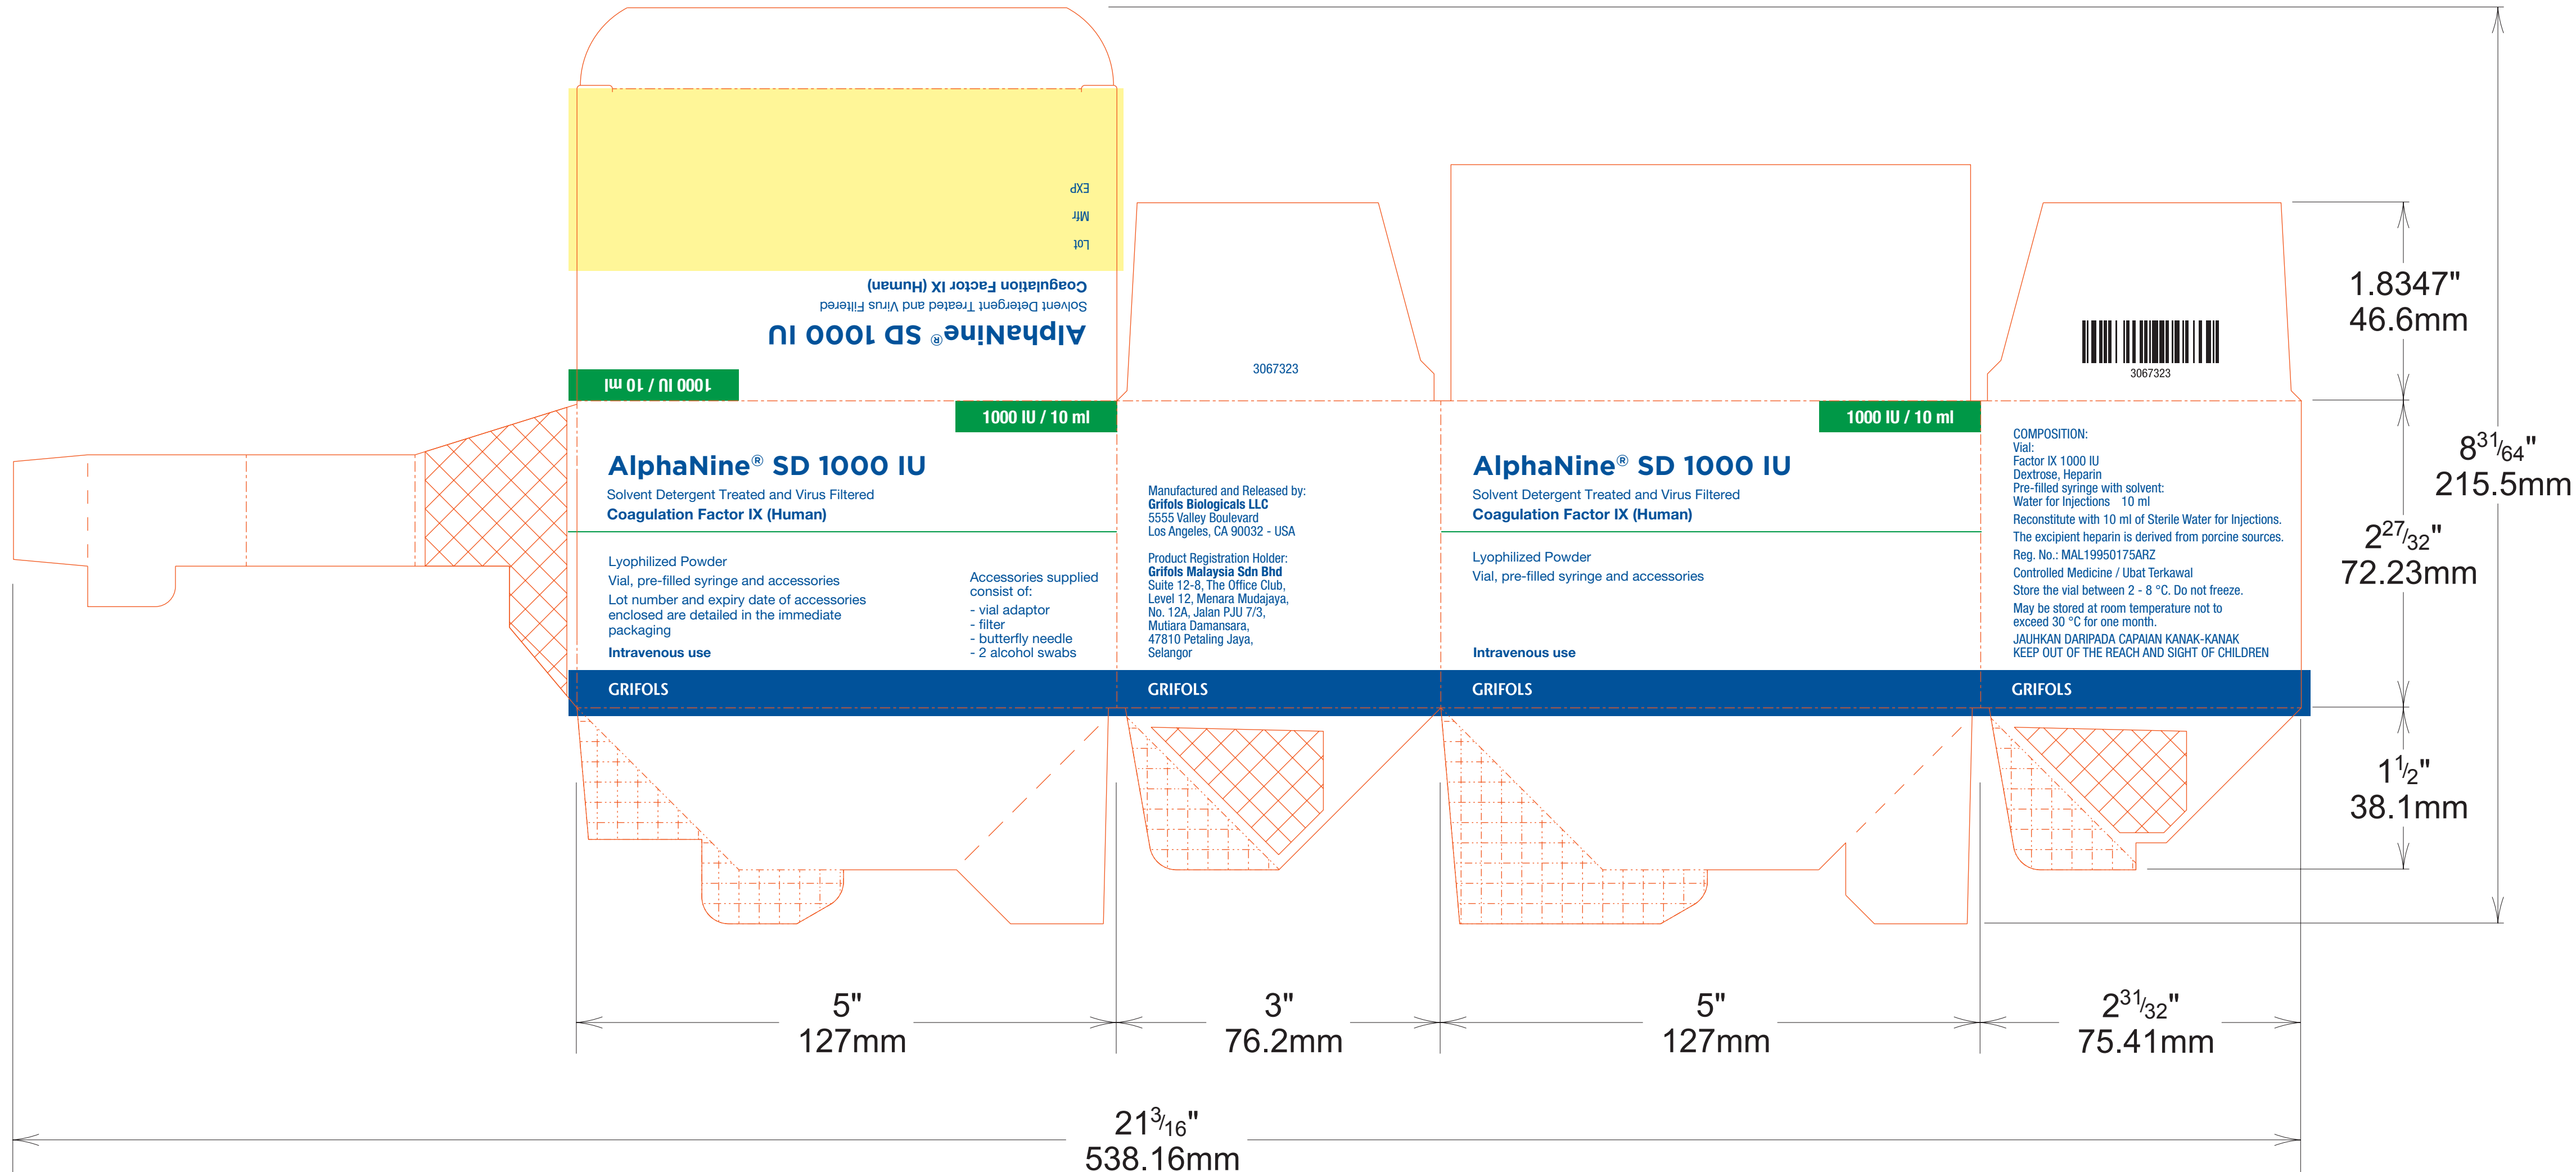 EXP
Mfr
Lot
Coagulation Factor IX (Human)
Solvent Detergent Treated and Virus Filtered
AlphaNine® SD 1000 IU
1000 IU / 10 ml
1000 IU / 10 ml
AlphaNine® SD 1000 IU
Solvent Detergent Treated and Virus Filtered
Coagulation Factor IX (Human)
Lyophilized Powder
Vial, pre-filled syringe and accessories
Lot number and expiry date of accessories
enclosed are detailed in the immediate
packaging
Intravenous use
Accessories supplied
consist of:
- vial adaptor
- filter
- butterfly needle
- 2 alcohol swabs
GRIFOLS
3067323
Manufactured and Released by:
Grifols Biologicals LLC
5555 Valley Boulevard
Los Angeles, CA 90032 - USA
Product Registration Holder:
Grifols Malaysia Sdn Bhd
Suite 12-8, The Office Club,
Level 12, Menara Mudajaya,
No. 12A, Jalan PJU 7/3,
Mutiara Damansara,
47810 Petaling Jaya,
Selangor
GRIFOLS
1000 IU / 10 ml
AlphaNine® SD 1000 IU
Solvent Detergent Treated and Virus Filtered
Coagulation Factor IX (Human)
Lyophilized Powder
Vial, pre-filled syringe and accessories
Intravenous use
GRIFOLS
3067323
COMPOSITION:
Vial:
Factor IX 1000 IU
Dextrose, Heparin
Pre-filled syringe with solvent:
Water for Injections 10 ml
Reconstitute with 10 ml of Sterile Water for Injections.
The excipient heparin is derived from porcine sources.
Reg. No.: MAL19950175ARZ
Controlled Medicine / Ubat Terkawal
Store the vial between 2 - 8 °C. Do not freeze.
May be stored at room temperature not to
exceed 30 °C for one month.
JAUHKAN DARIPADA CAPAIAN KANAK-KANAK
KEEP OUT OF THE REACH AND SIGHT OF CHILDREN
GRIFOLS
1.8347"
46.6mm
8 31/64"
215.5mm
2 27/32"
72.23mm
1 1/2"
38.1mm
5"
127mm
3"
76.2mm
5"
127mm
2 31/32"
75.41mm
21 3/16"
538.16mm